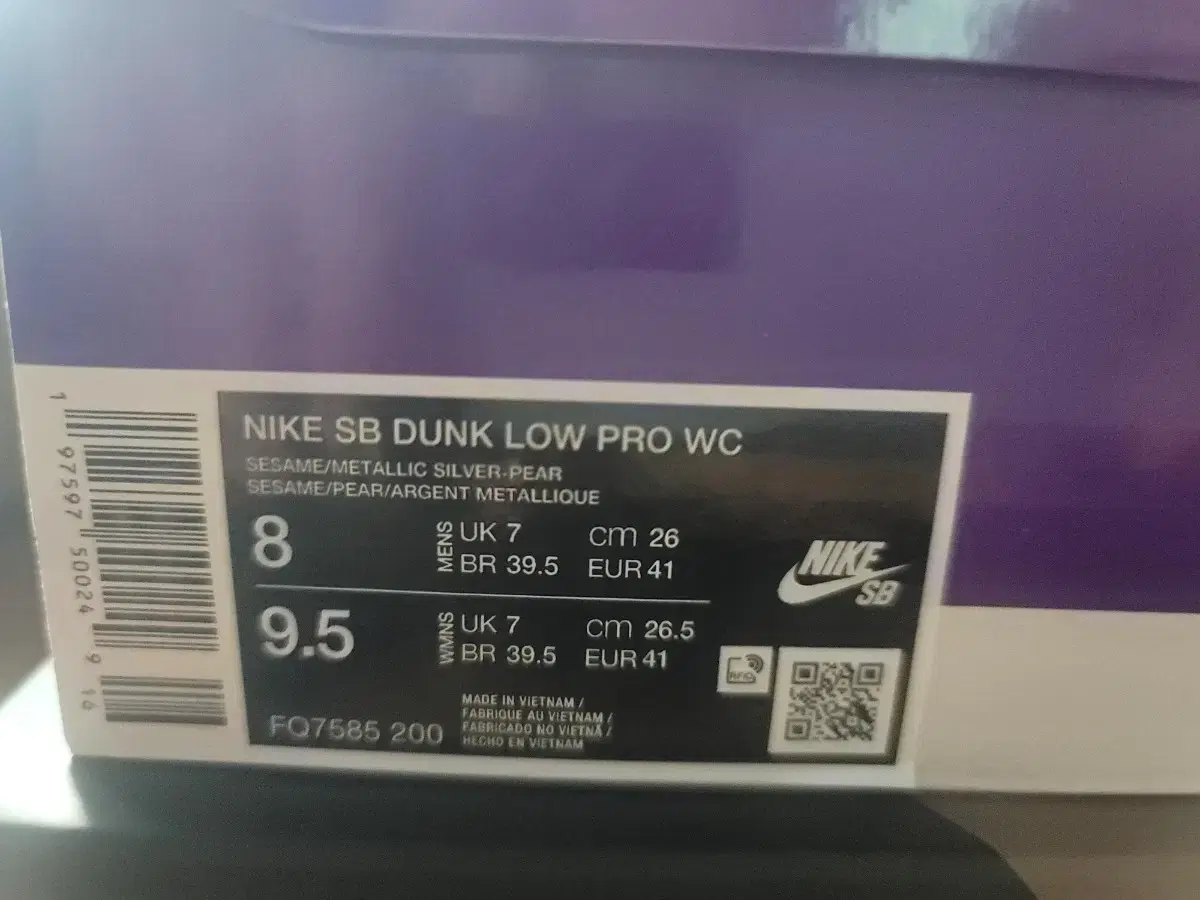 1 97597 50024 9 16
NIKE SB DUNK LOW PRO WC
SESAME/METALLIC SILVER-PEAR
SESAME/PEAR/ARGENT METALLIQUE
8 MENS UK 7 cm 26
BR 39.5 EUR 41
9.5 WMNS UK 7 cm 26.5
BR 39.5 EUR 41
NIKE
SB
RFID
FQ7585 200
MADE IN VIETNAM /
FABRIQUE AU VIETNAM /
FABRICADO NO VIETNÃ /
HECHO EN VIETNAM